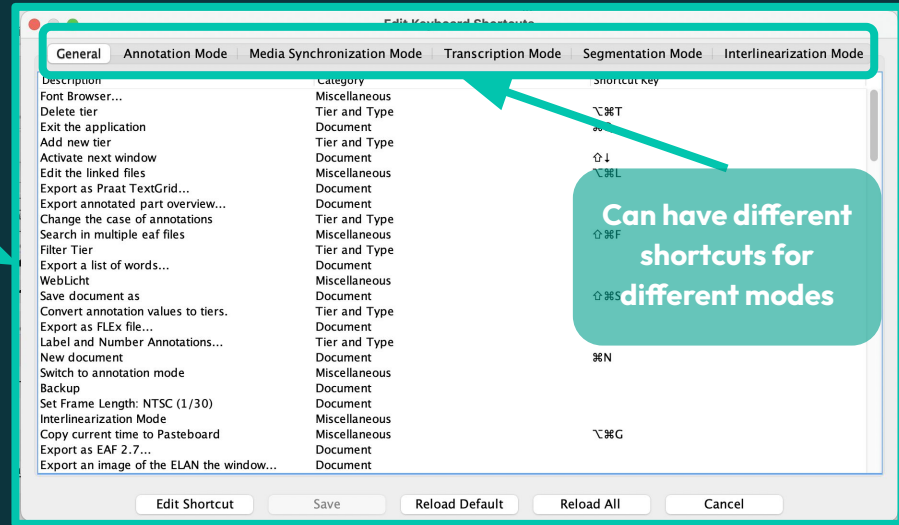 Edit Keyboard Shortcuts
General Annotation Mode Media Synchronization Mode Transcription Mode Segmentation Mode Interlinearization Mode
Description Category Shortcut Key
Font Browser... Miscellaneous
Delete tier Tier and Type ⌥⌘T
Exit the application Document
Add new tier Tier and Type
Activate next window Document ⇧↓
Edit the linked files Miscellaneous ⌥⌘L
Export as Praat TextGrid... Document
Export annotated part overview... Document
Change the case of annotations Tier and Type
Search in multiple eaf files Miscellaneous ⇧⌘F
Filter Tier Tier and Type
Export a list of words... Document
WebLicht Miscellaneous
Save document as Document ⇧⌘S
Convert annotation values to tiers. Tier and Type
Export as FLEx file... Document
Label and Number Annotations... Tier and Type
New document Document ⌘N
Switch to annotation mode Miscellaneous
Backup Document
Set Frame Length: NTSC (1/30) Document
Interlinearization Mode Miscellaneous
Copy current time to Pasteboard Miscellaneous ⌥⌘G
Export as EAF 2.7... Document
Export an image of the ELAN the window... Document
Can have different
shortcuts for
different modes
Edit Shortcut Save Reload Default Reload All Cancel